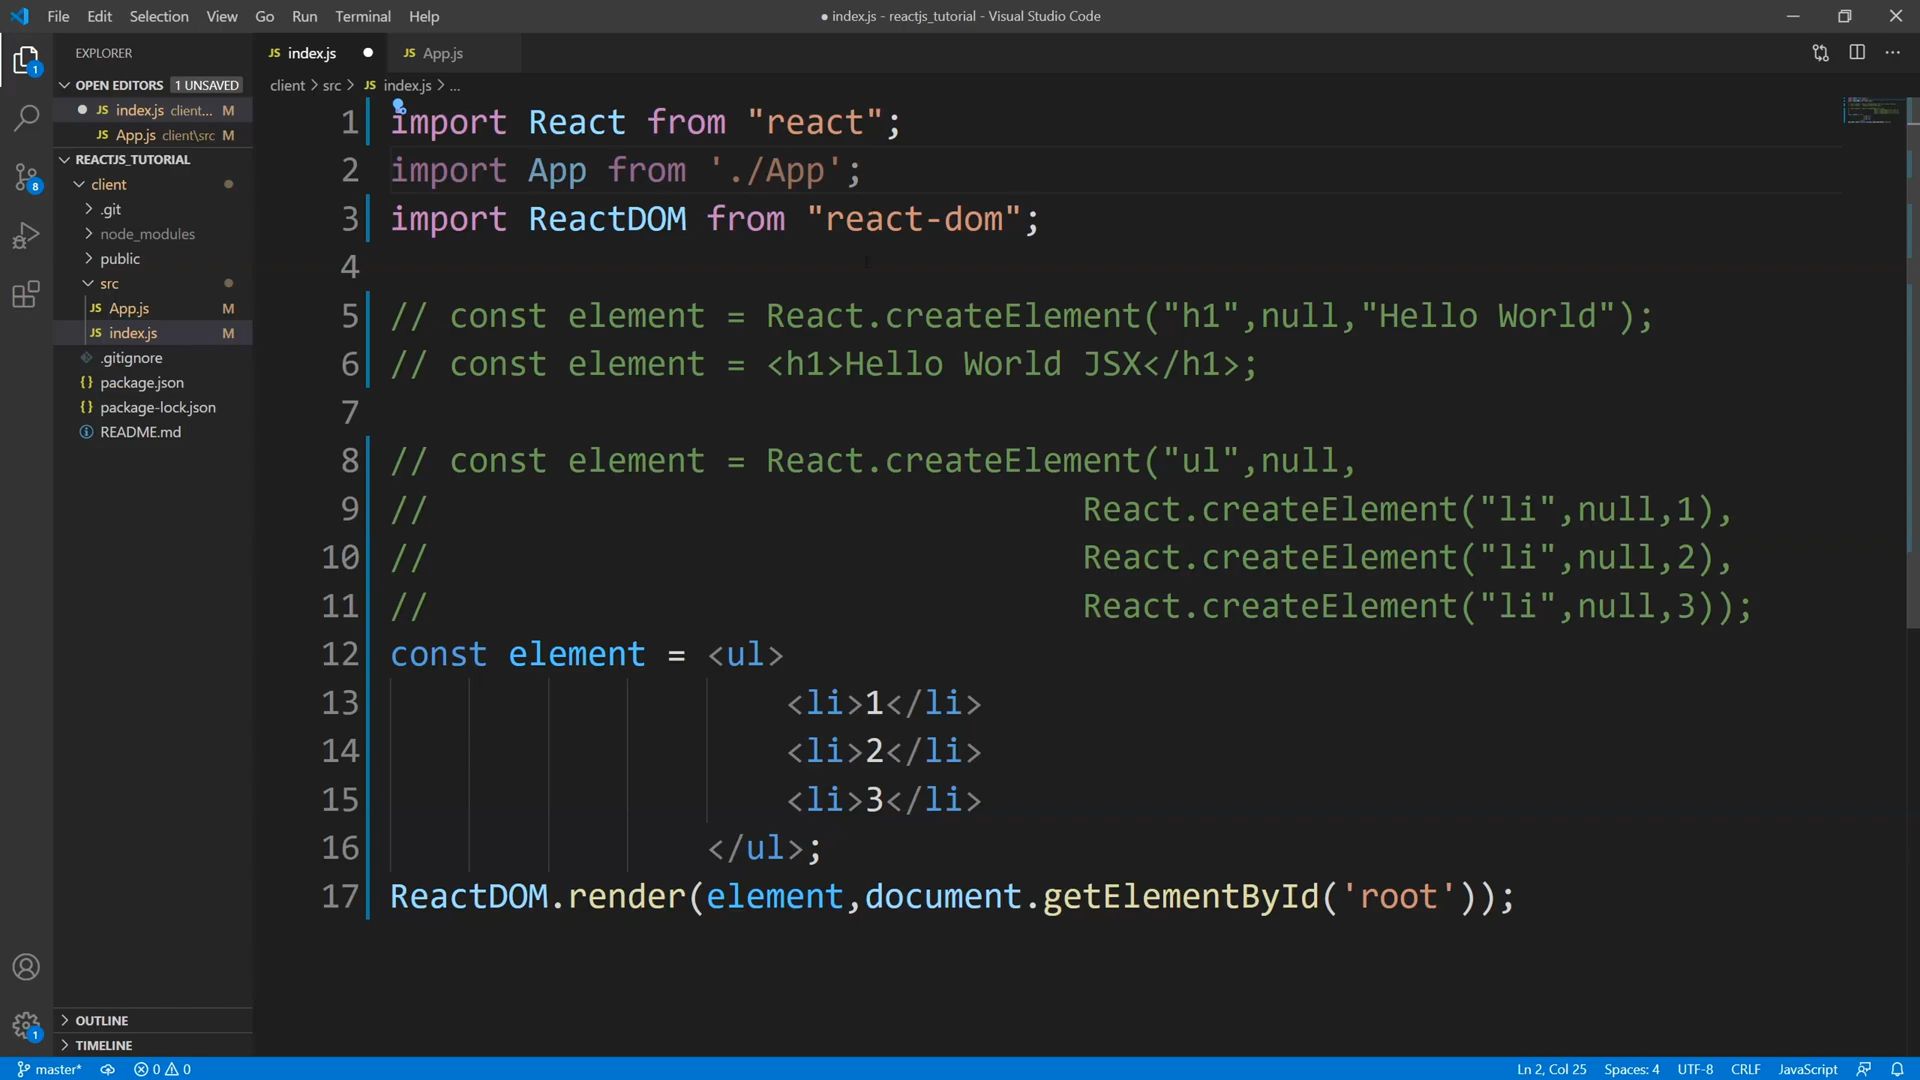 File Edit Selection View Go Run Terminal Help ● index.js - reactjs_tutorial - Visual Studio Code
EXPLORER
JS index.js ● JS App.js
OPEN EDITORS 1 UNSAVED
● JS index.js client... M
JS App.js client\src M
REACTJS_TUTORIAL
client
.git
node_modules
public
src
JS App.js M
JS index.js M
.gitignore
{} package.json
{} package-lock.json
README.md
OUTLINE
TIMELINE
1
8
1
client > src > JS index.js > ...
1 import React from "react";
2 import App from './App';
3 import ReactDOM from "react-dom";
4
5 // const element = React.createElement("h1",null,"Hello World");
6 // const element = <h1>Hello World JSX</h1>;
7
8 // const element = React.createElement("ul",null,
9 // React.createElement("li",null,1),
10 // React.createElement("li",null,2),
11 // React.createElement("li",null,3));
12 const element = <ul>
13 <li>1</li>
14 <li>2</li>
15 <li>3</li>
16 </ul>;
17 ReactDOM.render(element,document.getElementById('root'));
master* 0 0 Ln 2, Col 25 Spaces: 4 UTF-8 CRLF JavaScript